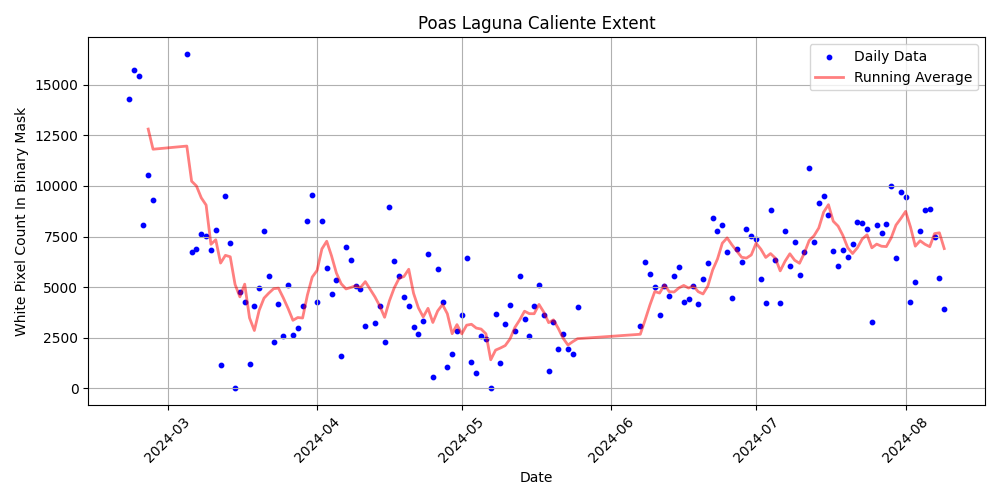 Poas Laguna Caliente Extent
Daily Data
Running Average
White Pixel Count In Binary Mask
15000
12500
10000
7500
5000
2500
0
2024-03
2024-04
2024-05
2024-06
2024-07
2024-08
Date